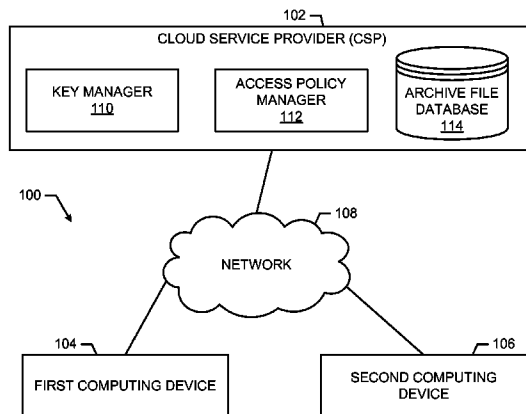 102
CLOUD SERVICE PROVIDER (CSP)
KEY MANAGER
110
ACCESS POLICY
MANAGER
112
ARCHIVE FILE
DATABASE
114
100
108
NETWORK
104
FIRST COMPUTING DEVICE
106
SECOND COMPUTING
DEVICE